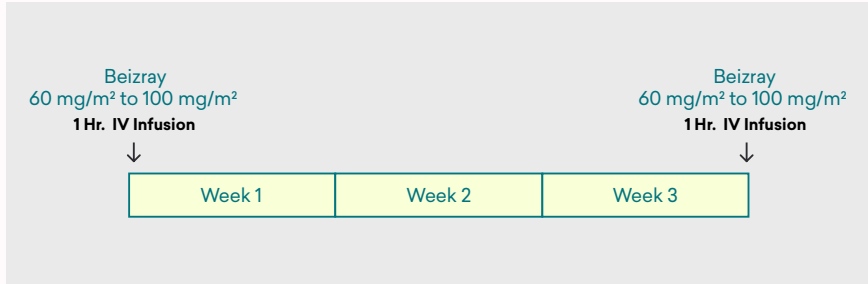 Beizray
60 mg/m² to 100 mg/m²
1 Hr. IV Infusion
Beizray
60 mg/m² to 100 mg/m²
1 Hr. IV Infusion
Week 1
Week 2
Week 3